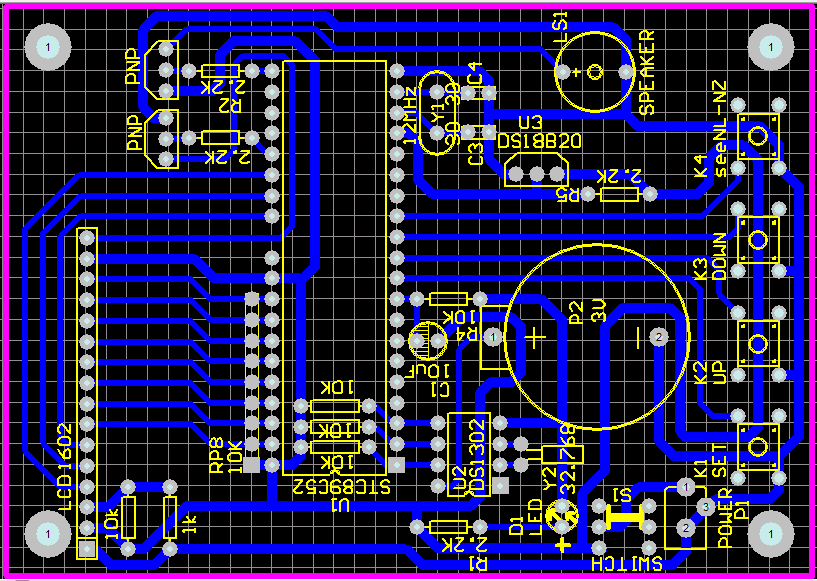 LS1
SPEAKER
1
1
PNP
2.2K
R2
PNP
2.2K
12MHz
Y1
30
30
C4
C3
U3
DS18B20
2.2K
R5
K4
seeNL-NZ
K3
DOWN
P2
3V
+
1
2
10K
R4
10uF
C1
K2
UP
10K
10K
10K
RP8
10K
STC89C52
U1
LCD1602
U2
DS1302
Y2
32.768
K1
SET
10k
1k
D1
LED
+
S1
SWITCH
1
3
2
POWER
P1
2.2K
R1
1
1